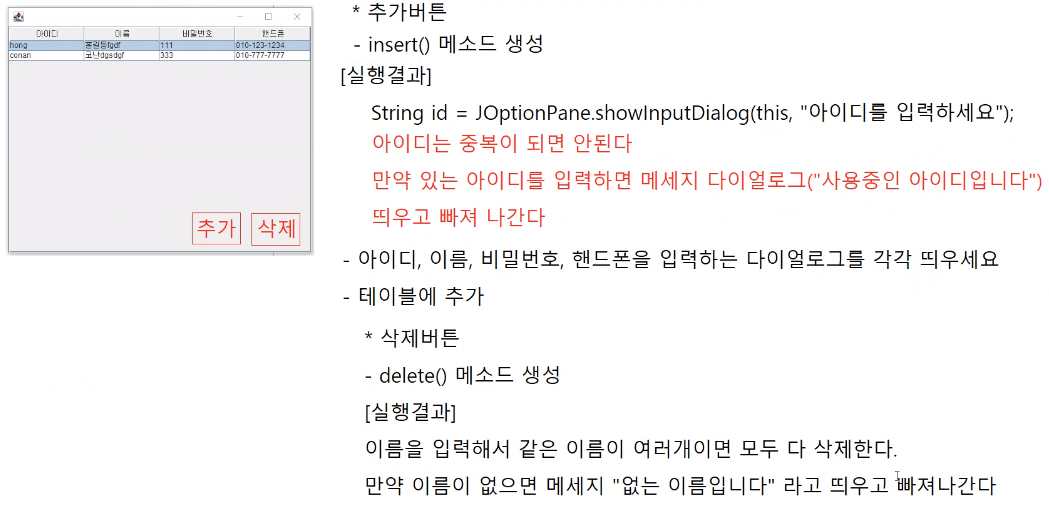 아이디 이름 비밀번호 핸드폰
hong 홍길동fgdf 111 010-123-1234
conan 코난dgsdgf 333 010-777-7777
추가 삭제
* 추가버튼
- insert() 메소드 생성
[실행결과]
String id = JOptionPane.showInputDialog(this, "아이디를 입력하세요");
아이디는 중복이 되면 안된다
만약 있는 아이디를 입력하면 메세지 다이얼로그("사용중인 아이디입니다")
띄우고 빠져 나간다
- 아이디, 이름, 비밀번호, 핸드폰을 입력하는 다이얼로그를 각각 띄우세요
- 테이블에 추가
* 삭제버튼
- delete() 메소드 생성
[실행결과]
이름을 입력해서 같은 이름이 여러개이면 모두 다 삭제한다.
만약 이름이 없으면 메세지 "없는 이름입니다" 라고 띄우고 빠져나간다